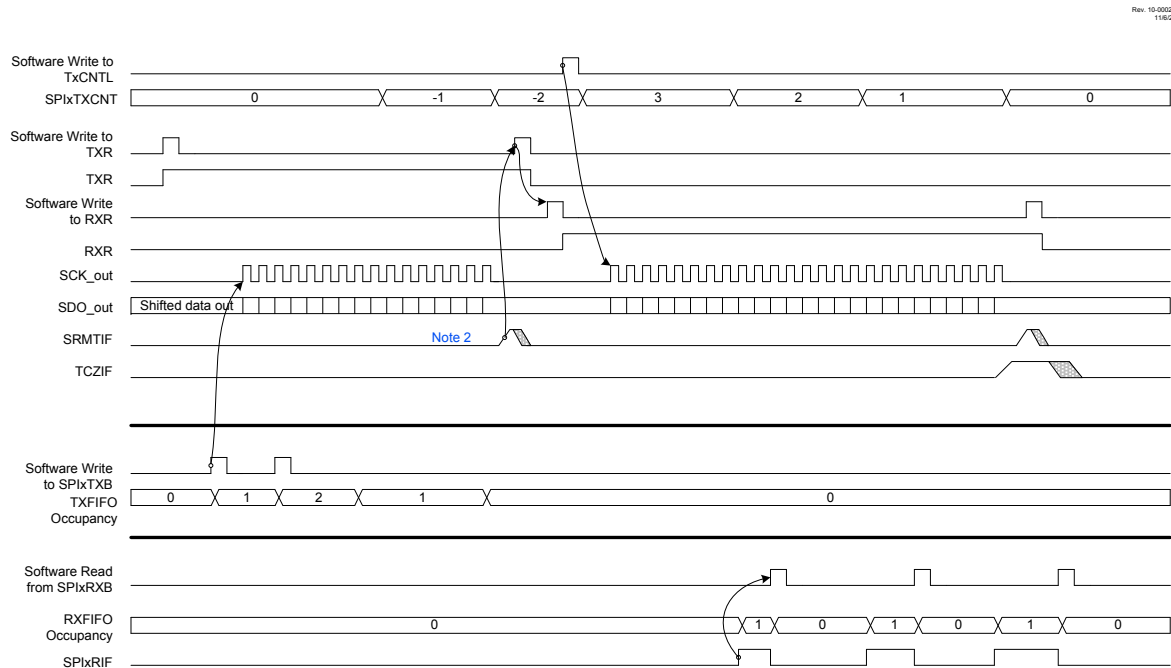 Rev. 10-0002
11/6/2
Software Write to
TxCNTL
SPIxTXCNT 0 -1 -2 3 2 1 0
Software Write to
TXR
TXR
Software Write
to RXR
RXR
SCK_out
SDO_out Shifted data out
SRMTIF Note 2
TCZIF
Software Write
to SPIxTXB
TXFIFO 0 1 2 1 0
Occupancy
Software Read
from SPIxRXB
RXFIFO 0 1 0 1 0 1 0
Occupancy
SPIxRIF